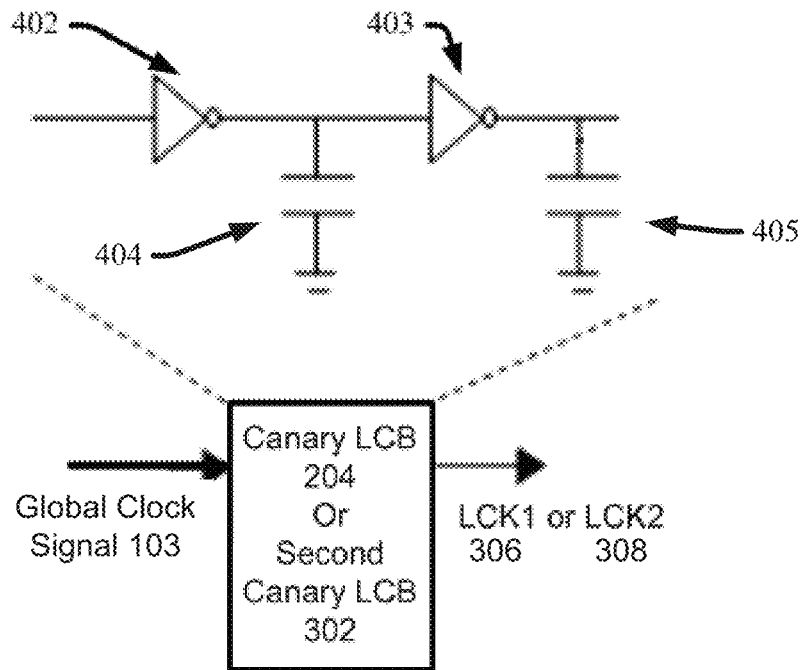 402
403
404
405
Canary LCB
204
Or
Second
Canary LCB
302
Global Clock
Signal 103
LCK1 or LCK2
306 308